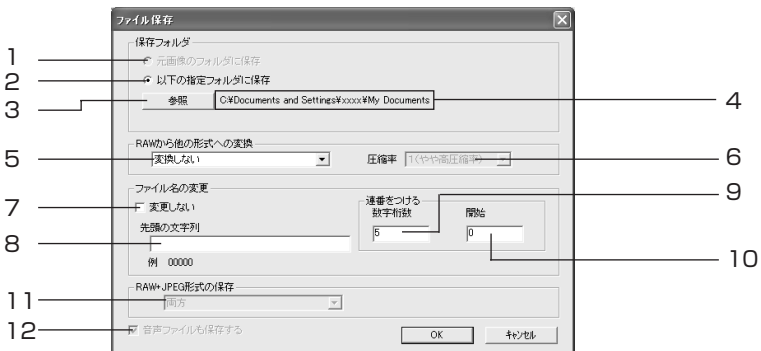 ファイル保存
保存フォルダ
1 元画像のフォルダに保存
2 以下の指定フォルダに保存
3 参照 C:¥Documents and Settings¥xxxx¥My Documents 4
RAWから他の形式への変換
5 変換しない 圧縮率 1(やや高圧縮率) 6
ファイル名の変更
7 変更しない
連番をつける
数字桁数 開始
9
先頭の文字列
5 0
8
10
例 00000
RAW+JPEG形式の保存
11 両方
12 音声ファイルも保存する
OK キャンセル